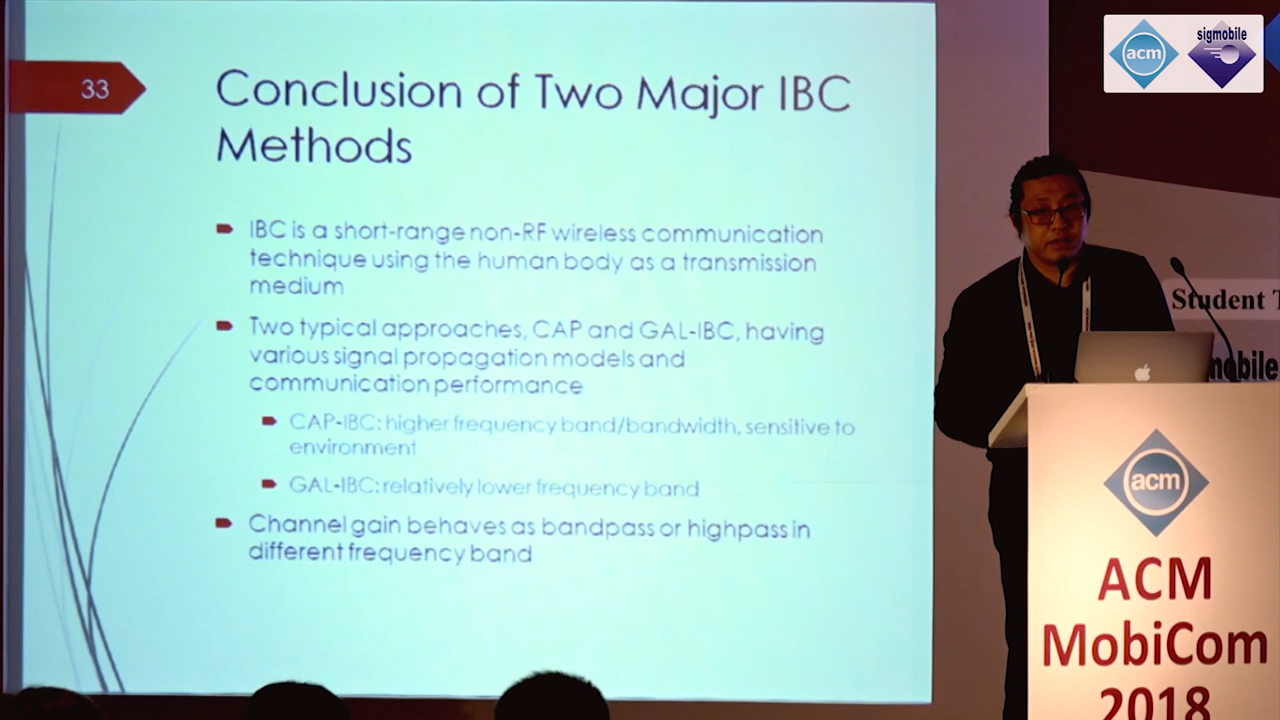 33
Conclusion of Two Major IBC
Methods
IBC is a short-range non-RF wireless communication
technique using the human body as a transmission
medium
Two typical approaches, CAP and GAL-IBC, having
various signal propagation models and
communication performance
CAP-IBC: higher frequency band/bandwidth, sensitive to
environment
GAL-IBC: relatively lower frequency band
Channel gain behaves as bandpass or highpass in
different frequency band
acm
sigmobile
Student T
mobile
acm
ACM
MobiCom
2018